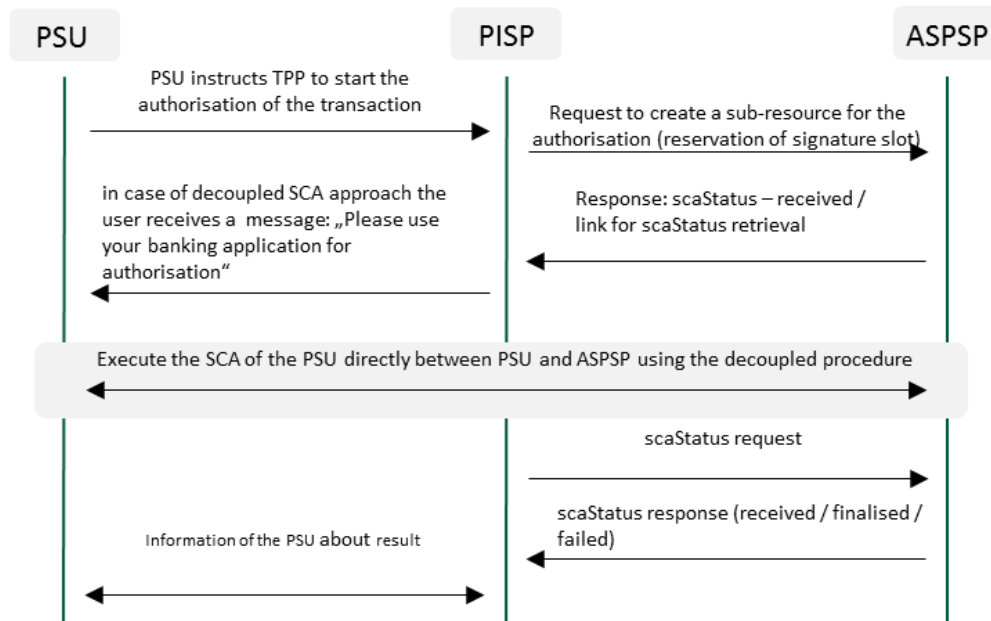 PSU
PISP
ASPSP
PSU instructs TPP to start the
authorisation of the transaction
Request to create a sub-resource for the
authorisation (reservation of signature slot)
in case of decoupled SCA approach the
user receives a message: „Please use
your banking application for
authorisation“
Response: scaStatus – received /
link for scaStatus retrieval
Execute the SCA of the PSU directly between PSU and ASPSP using the decoupled procedure
scaStatus request
scaStatus response (received / finalised /
failed)
Information of the PSU about result